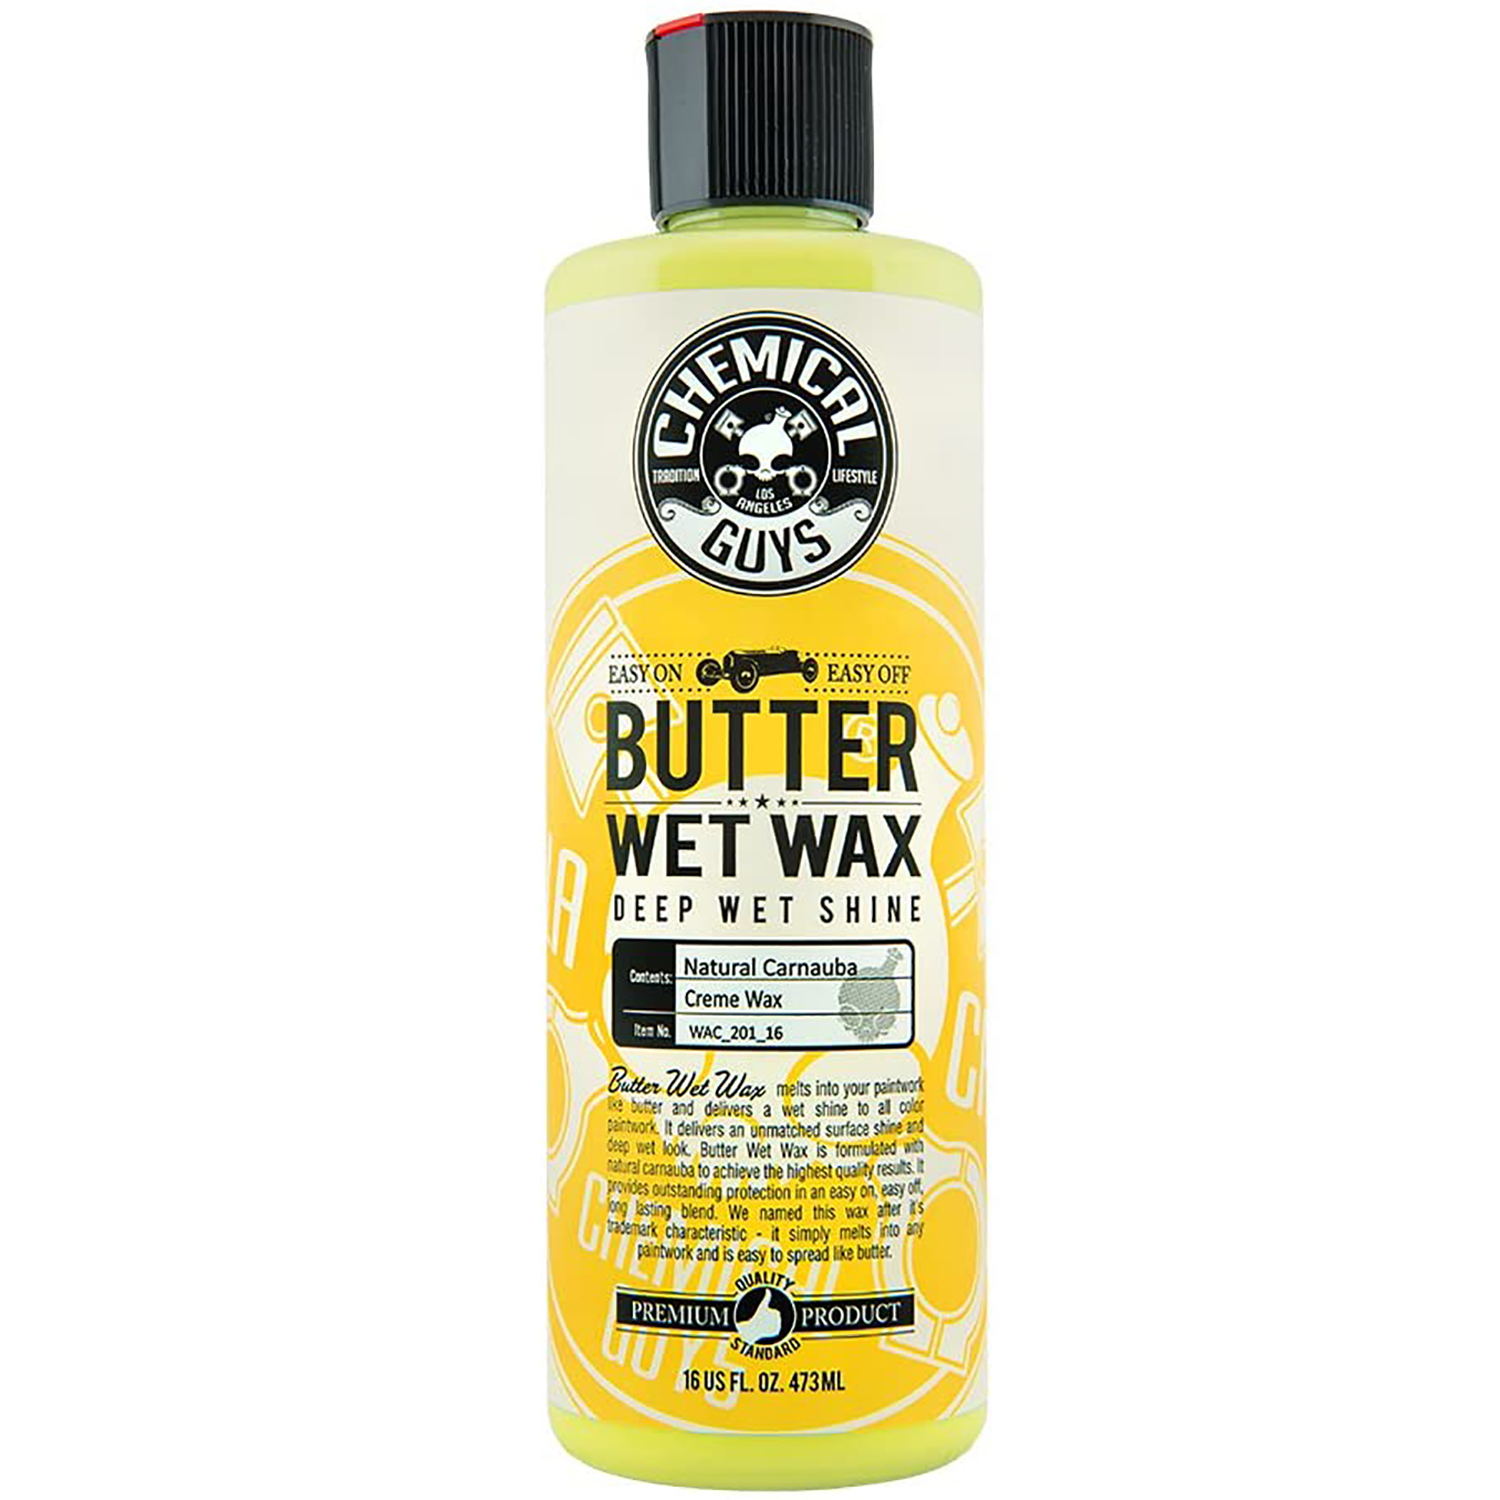 CHEMICAL
TRADITION
LIFESTYLE
LOS
ANGELES
GUYS
EASY ON
EASY OFF
BUTTER
WET WAX
DEEP WET SHINE
Contents: Natural Carnauba
Creme Wax
Item No. WAC_201_16
Butter Wet Wax melts into your paintwork
like butter and delivers a wet shine to all color
paintwork. It delivers an unmatched surface shine and
deep wet look. Butter Wet Wax is formulated with
natural carnauba to achieve the highest quality results. It
provides outstanding protection in an easy on, easy off,
long lasting blend. We named this wax after it's
trademark characteristic - it simply melts into any
paintwork and is easy to spread like butter.
QUALITY
PREMIUM PRODUCT
STANDARD
16 US FL. OZ. 473ML
CHEMICAL
GUYS